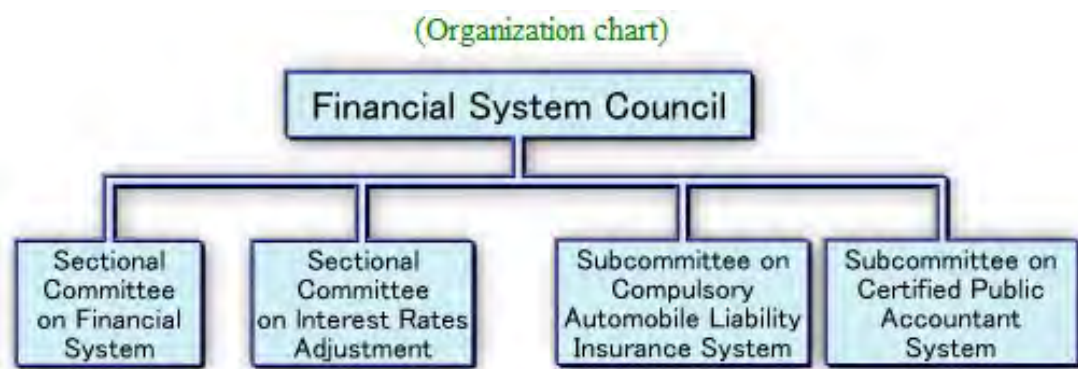 (Organization chart)
Financial System Council
Sectional
Committee
on Financial
System
Sectional
Committee
on Interest Rates
Adjustment
Subcommittee on
Compulsory
Automobile Liability
Insurance System
Subcommittee on
Certified Public
Accountant
System